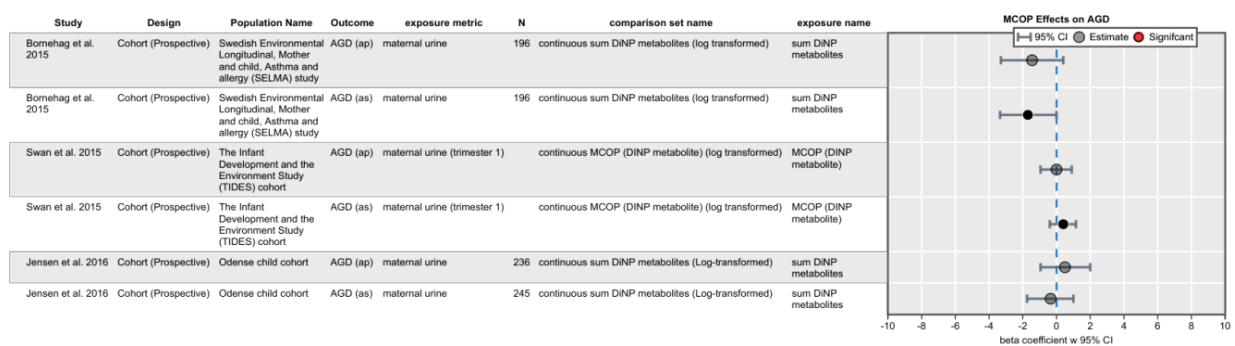 MCOP Effects on AGD
Study Design Population Name Outcome exposure metric N comparison set name exposure name
95% CI Estimate Signifcant
Bornehag et al. Cohort (Prospective) Swedish Environmental AGD (ap) maternal urine 196 continuous sum DiNP metabolites (log transformed) sum DiNP
2015 Longitudinal, Mother metabolites
and child, Asthma and
allergy (SELMA) study
Bornehag et al. Cohort (Prospective) Swedish Environmental AGD (as) maternal urine 196 continuous sum DiNP metabolites (log transformed) sum DiNP
2015 Longitudinal, Mother metabolites
and child, Asthma and
allergy (SELMA) study
Swan et al. 2015 Cohort (Prospective) The Infant AGD (ap) maternal urine (trimester 1) continuous MCOP (DINP metabolite) (log transformed) MCOP (DINP
Development and the metabolite)
Environment Study
(TIDES) cohort
Swan et al. 2015 Cohort (Prospective) The Infant AGD (as) maternal urine (trimester 1) continuous MCOP (DINP metabolite) (log transformed) MCOP (DINP
Development and the metabolite)
Environment Study
(TIDES) cohort
Jensen et al. 2016 Cohort (Prospective) Odense child cohort AGD (ap) maternal urine 236 continuous sum DiNP metabolites (Log-transformed) sum DiNP
metabolites
Jensen et al. 2016 Cohort (Prospective) Odense child cohort AGD (as) maternal urine 245 continuous sum DiNP metabolites (Log-transformed) sum DiNP
metabolites
-10 -8 -6 -4 -2 0 2 4 6 8 10
beta coefficient w 95% CI